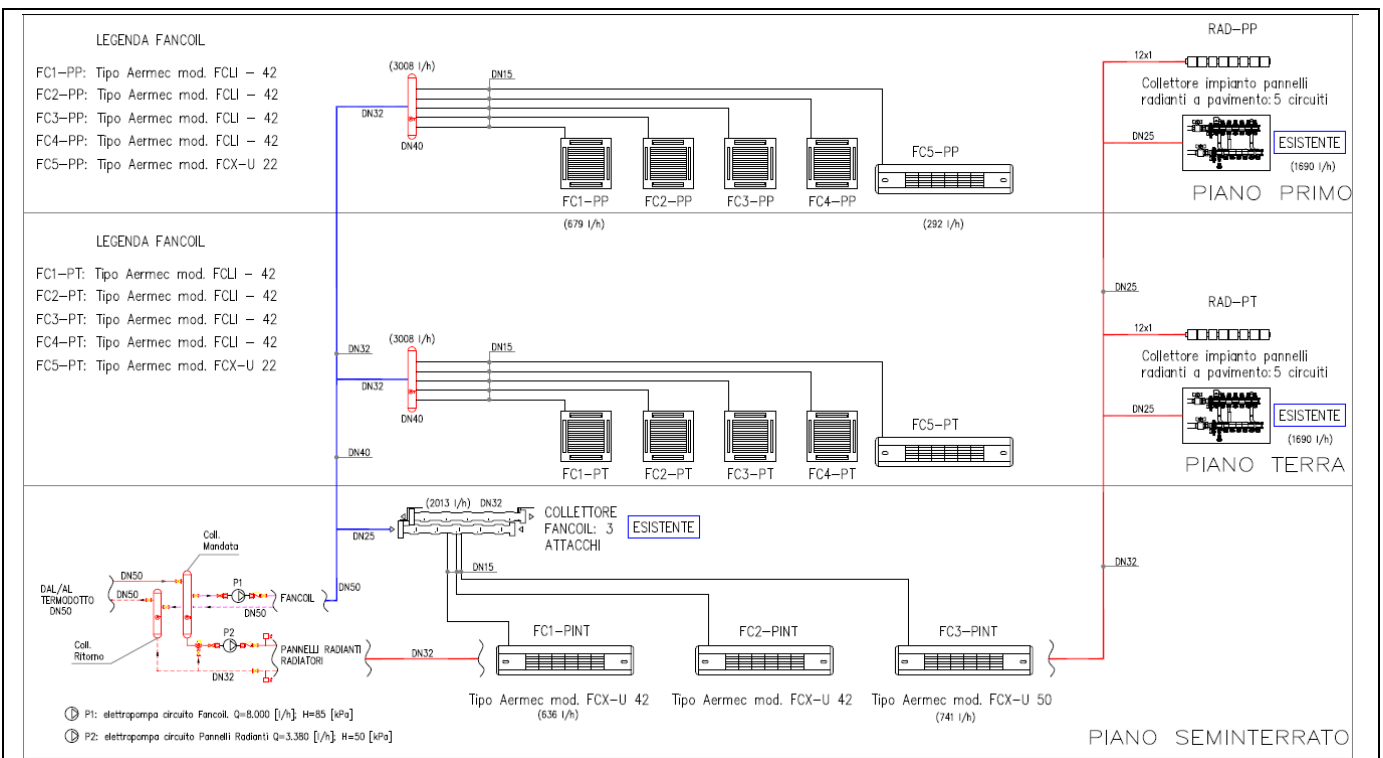 LEGENDA FANCOIL
FC1-PP: Tipo Aermec mod. FCLI - 42
FC2-PP: Tipo Aermec mod. FCLI - 42
FC3-PP: Tipo Aermec mod. FCLI - 42
FC4-PP: Tipo Aermec mod. FCLI - 42
FC5-PP: Tipo Aermec mod. FCX-U 22
(3008 l/h)
DN15
DN32
DN40
FC1-PP
FC2-PP
FC3-PP
FC4-PP
FC5-PP
(679 l/h)
(292 l/h)
RAD-PP
12x1
Collettore impianto pannelli
radianti a pavimento: 5 circuiti
DN25
ESISTENTE
(1690 l/h)
PIANO PRIMO
LEGENDA FANCOIL
FC1-PT: Tipo Aermec mod. FCLI - 42
FC2-PT: Tipo Aermec mod. FCLI - 42
FC3-PT: Tipo Aermec mod. FCLI - 42
FC4-PT: Tipo Aermec mod. FCLI - 42
FC5-PT: Tipo Aermec mod. FCX-U 22
DN32
(3008 l/h)
DN15
DN32
DN40
DN40
FC1-PT
FC2-PT
FC3-PT
FC4-PT
FC5-PT
DN25
RAD-PT
12x1
Collettore impianto pannelli
radianti a pavimento: 5 circuiti
DN25
ESISTENTE
(1690 l/h)
PIANO TERRA
(2013 l/h) DN32
COLLETTORE
FANCOIL: 3
ATTACCHI
ESISTENTE
DN25
DN15
DN32
Coll.
Mandata
DAL/AL
TERMODOTTO
DN50
DN50
DN50
P1
FANCOIL
DN50
DN50
P2
Coll.
Ritorno
PANNELLI RADIANTI
RADIATORI
DN32
DN32
FC1-PINT
FC2-PINT
FC3-PINT
Tipo Aermec mod. FCX-U 42
(636 l/h)
Tipo Aermec mod. FCX-U 42
Tipo Aermec mod. FCX-U 50
(741 l/h)
P1: elettropompa circuito Fancoil. Q=8.000 [l/h]; H=85 [kPa]
P2: elettropompa circuito Pannelli Radianti Q=3.380 [l/h]; H=50 [kPa]
PIANO SEMINTERRATO